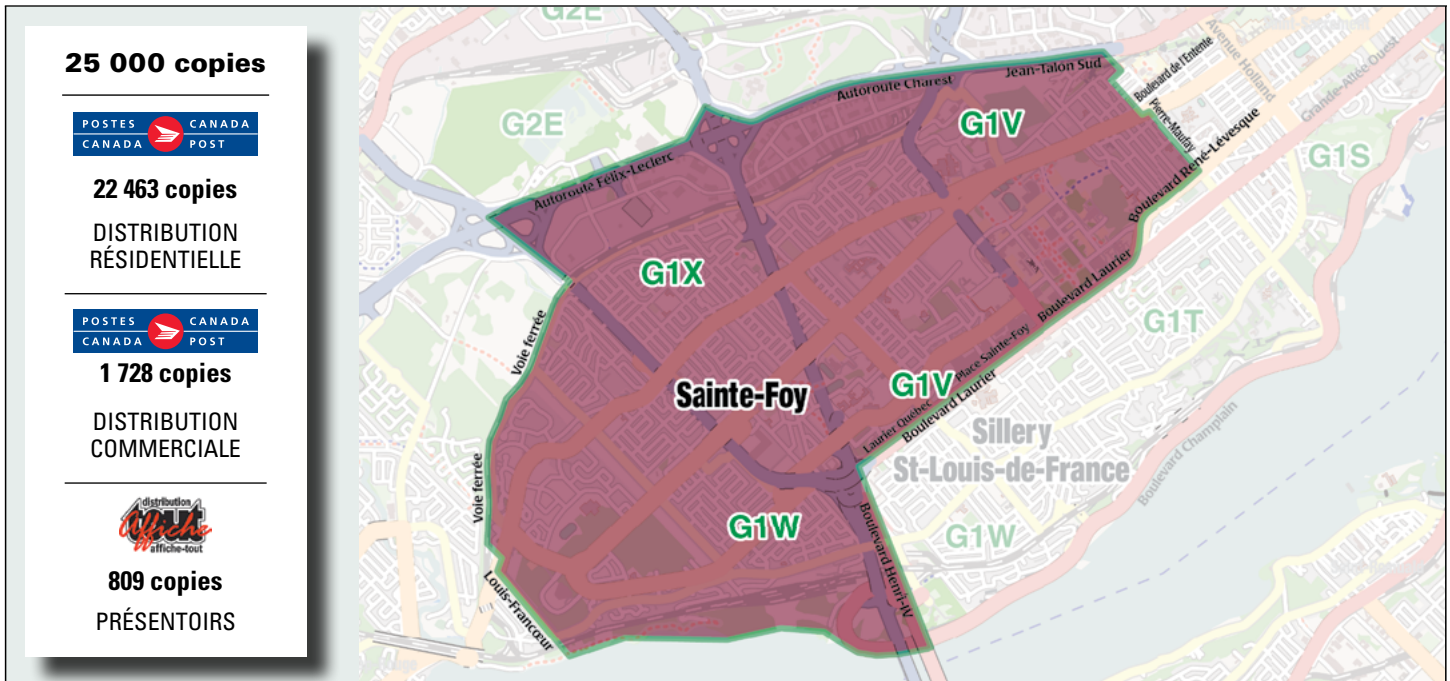 25 000 copies
POSTES CANADA
CANADA POST
22 463 copies
DISTRIBUTION
RÉSIDENTIELLE
POSTES CANADA
CANADA POST
1 728 copies
DISTRIBUTION
COMMERCIALE
distribution
Affiche
tout
affiche-tout
809 copies
PRÉSENTOIRS
G2E
G2E
Autoroute Félix-Leclerc
Autoroute Charest
Jean-Talon Sud
Boulevard de l'Entente
Avenue Holland
Pierre-Maufay
Grande-Allée Ouest
G1V
G1S
Boulevard René-Lévesque
G1X
Voie ferrée
Boulevard Laurier
G1T
Place Sainte-Foy
Sainte-Foy
G1V
Laurier Québec
Boulevard Laurier
Sillery
St-Louis-de-France
Boulevard Champlain
Voie ferrée
G1W
G1W
Boulevard Henri-IV
Louis-Francœur